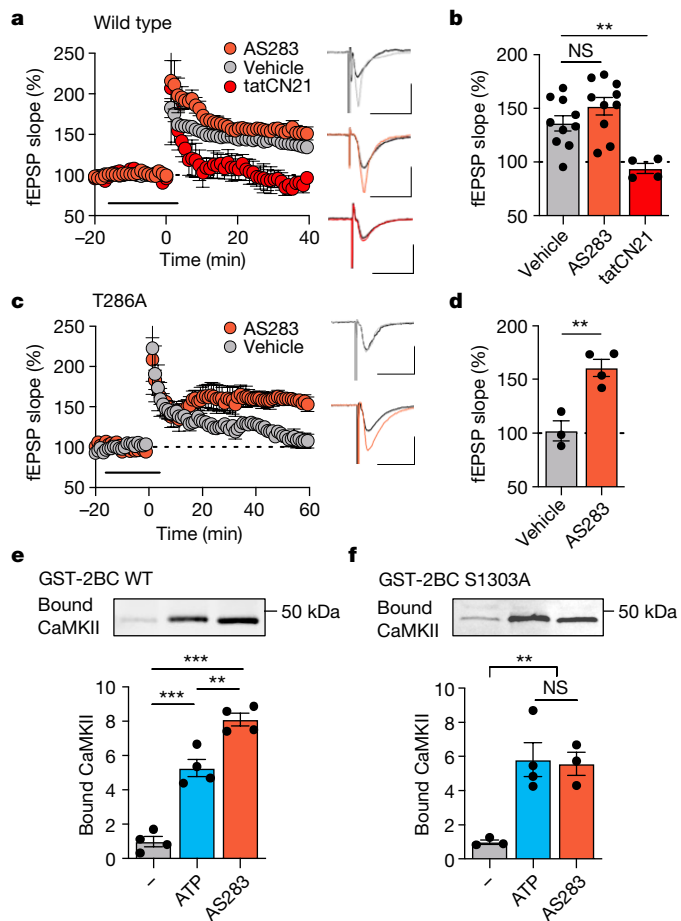 a
Wild type
AS283
Vehicle
tatCN21
fEPSP slope (%)
250
200
150
100
50
–20
0
20
40
Time (min)
b
**
NS
fEPSP slope (%)
200
150
100
50
Vehicle
AS283
tatCN21
c
T286A
AS283
Vehicle
fEPSP slope (%)
250
200
150
100
50
–20
0
20
40
60
Time (min)
d
**
fEPSP slope (%)
200
150
100
50
Vehicle
AS283
e
GST-2BC WT
Bound
CaMKII
50 kDa
***
***
**
Bound CaMKII
10
8
6
4
2
0
–
ATP
AS283
f
GST-2BC S1303A
Bound
CaMKII
50 kDa
**
NS
Bound CaMKII
10
8
6
4
2
0
–
ATP
AS283